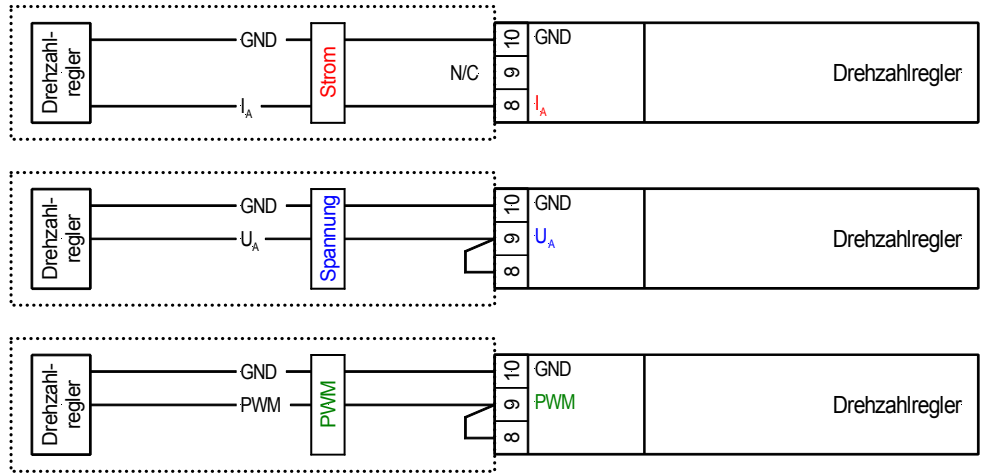 Drehzahl-
regler
GND
I_A
Strom
N/C
10
9
8
GND
I_A
Drehzahlregler
Drehzahl-
regler
GND
U_A
Spannung
10
9
8
GND
U_A
Drehzahlregler
Drehzahl-
regler
GND
PWM
PWM
10
9
8
GND
PWM
Drehzahlregler